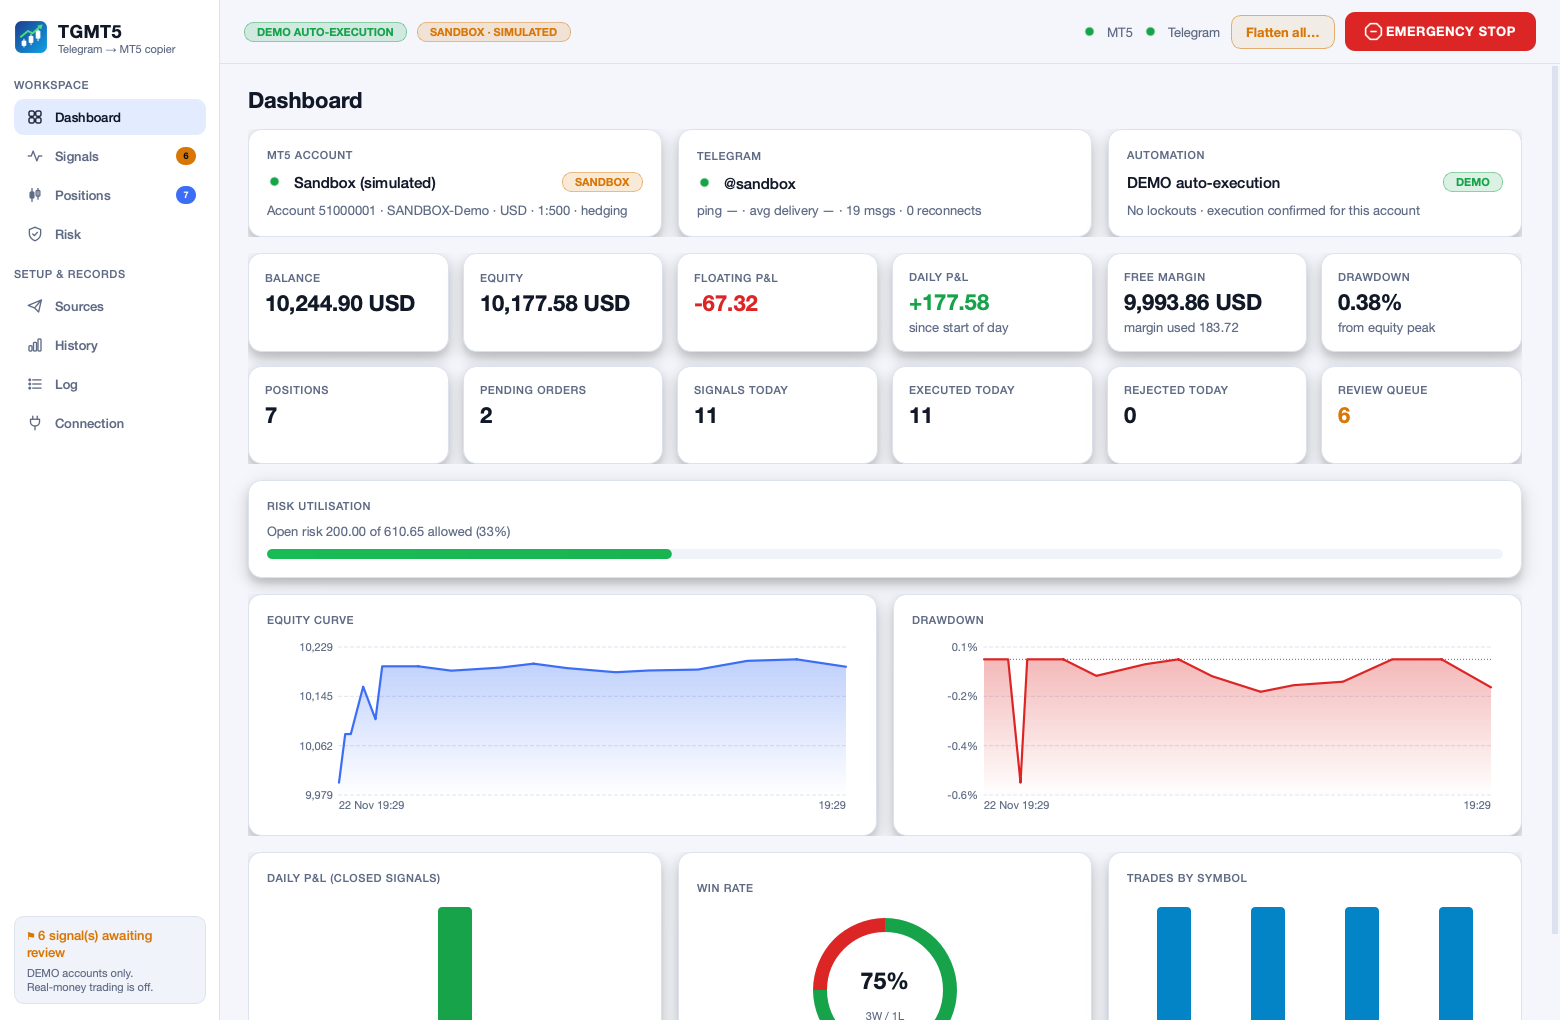 TGMT5
Telegram → MT5 copier
DEMO AUTO-EXECUTION
SANDBOX · SIMULATED
MT5
Telegram
Flatten all...
EMERGENCY STOP
WORKSPACE
Dashboard
Signals
6
Positions
7
Risk
SETUP & RECORDS
Sources
History
Log
Connection
6 signal(s) awaiting
review
DEMO accounts only.
Real-money trading is off.
Dashboard
MT5 ACCOUNT
Sandbox (simulated)
SANDBOX
Account 51000001 · SANDBOX-Demo · USD · 1:500 · hedging
TELEGRAM
@sandbox
ping — · avg delivery — · 19 msgs · 0 reconnects
AUTOMATION
DEMO auto-execution
DEMO
No lockouts · execution confirmed for this account
BALANCE
10,244.90 USD
EQUITY
10,177.58 USD
FLOATING P&L
-67.32
DAILY P&L
+177.58
since start of day
FREE MARGIN
9,993.86 USD
margin used 183.72
DRAWDOWN
0.38%
from equity peak
POSITIONS
7
PENDING ORDERS
2
SIGNALS TODAY
11
EXECUTED TODAY
11
REJECTED TODAY
0
REVIEW QUEUE
6
RISK UTILISATION
Open risk 200.00 of 610.65 allowed (33%)
EQUITY CURVE
10,229
10,145
10,062
9,979
22 Nov 19:29
19:29
DRAWDOWN
0.1%
-0.2%
-0.4%
-0.6%
22 Nov 19:29
19:29
DAILY P&L (CLOSED SIGNALS)
WIN RATE
75%
3W / 1L
TRADES BY SYMBOL